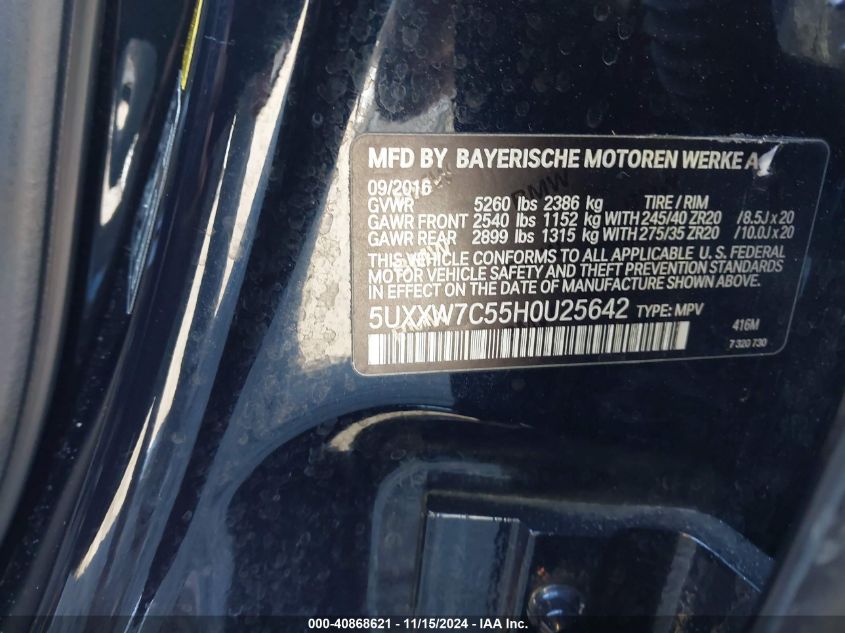 MFD BY BAYERISCHE MOTOREN WERKE A
09/2016
GVWR 5260 lbs 2386 kg TIRE / RIM
GAWR FRONT 2540 lbs 1152 kg WITH 245/40 ZR20 /8.5J x 20
GAWR REAR 2899 lbs 1315 kg WITH 275/35 ZR20 /10.0J x 20
THIS VEHICLE CONFORMS TO ALL APPLICABLE U.S. FEDERAL
MOTOR VEHICLE SAFETY AND THEFT PREVENTION STANDARDS
IN EFFECT ON THE DATE OF MANUFACTURE SHOWN ABOVE.
5UXXW7C55H0U25642 TYPE: MPV
416M
7 320 730
000-40868621 - 11/15/2024 - IAAI.COM